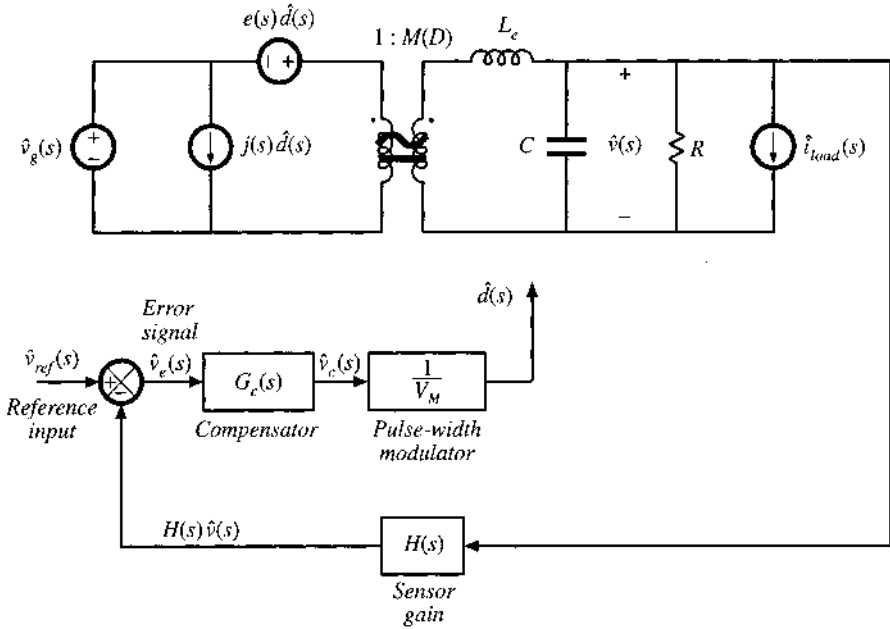 e(s) d̂(s)
1 : M(D)
L_e
+
v̂_g(s)
+
–
j(s) d̂(s)
C
v̂(s)
R
î_load(s)
–
d̂(s)
Error
signal
v̂_ref(s)
v̂_e(s)
G_c(s)
v̂_c(s)
1
V_M
+
–
Reference
input
Compensator
Pulse-width
modulator
H(s) v̂(s)
H(s)
Sensor
gain